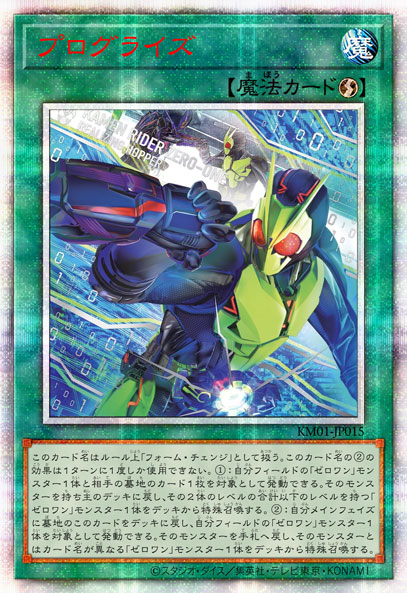 プログライズ
魔
【魔法カード】
KAMEN RIDER ZERO-ONE
KM01-JP015
このカード名はルール上「フォーム・チェンジ」として扱う。このカード名の②の
効果は1ターンに1度しか使用できない。①:自分フィールドの「ゼロワン」モン
スター1体と相手の墓地のカード1枚を対象として発動できる。そのモンス
ターを持ち主のデッキに戻し、その2体のレベルの合計以下のレベルを持つ
「ゼロワン」モンスター1体をデッキから特殊召喚する。②:自分メインフェイズ
に墓地のこのカードをデッキに戻し、自分フィールドの「ゼロワン」モンスター1
体を対象として発動できる。そのモンスターを手札へ戻し、そのモンスターと
はカード名が異なる「ゼロワン」モンスター1体をデッキから特殊召喚する。
©スタジオ・ダイス/集英社・テレビ東京・KONAMI